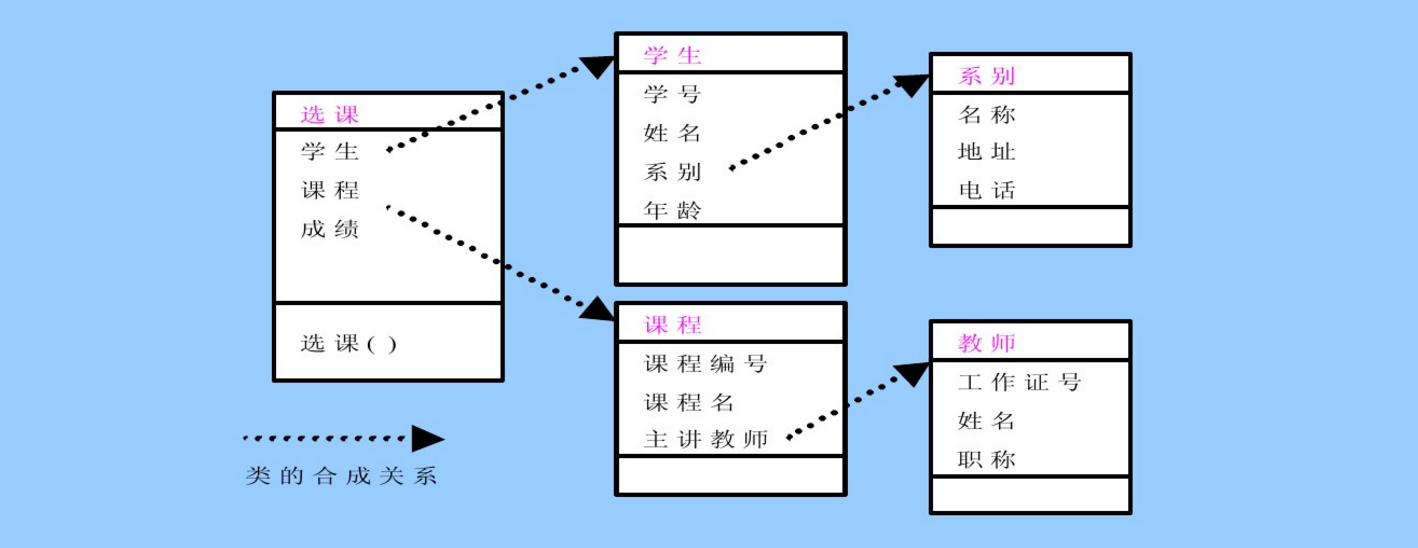 选课
学生
课程
成绩
选课( )
学生
学号
姓名
系别
年龄
系别
名称
地址
电话
课程
课程编号
课程名
主讲教师
教师
工作证号
姓名
职称
类的合成关系